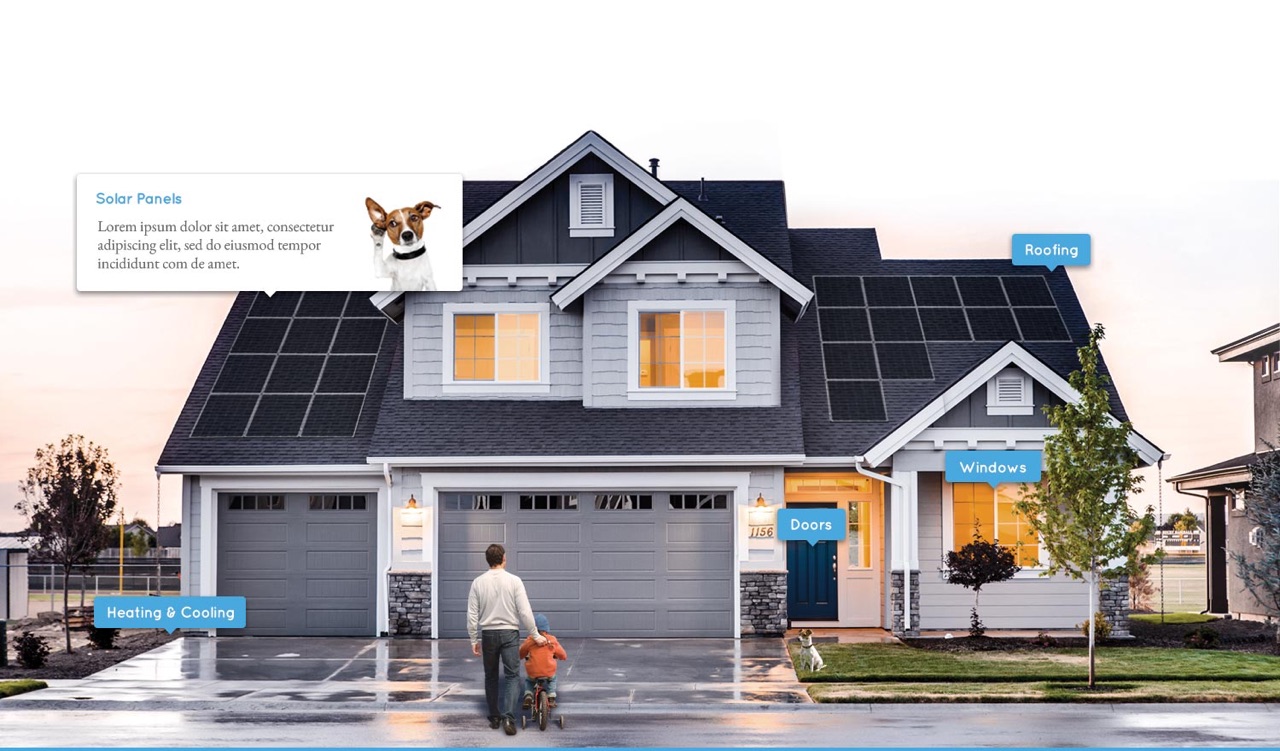 Solar Panels
Lorem ipsum dolor sit amet, consectetur
adipiscing elit, sed do eiusmod tempor
incididunt com de amet.
Roofing
Windows
Doors
1156
Heating & Cooling